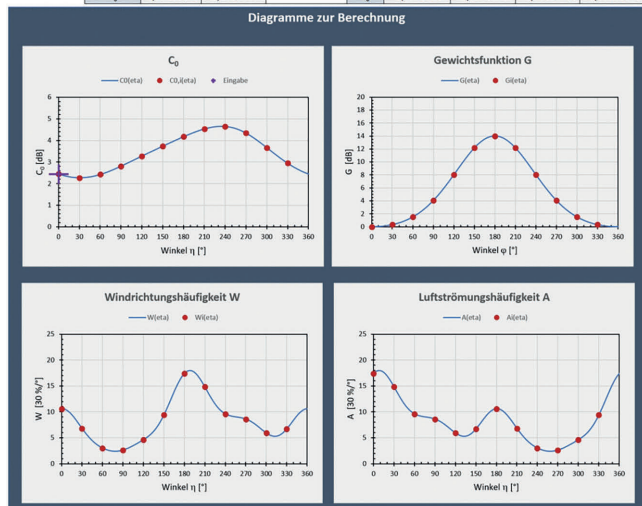 Diagramme zur Berechnung
C₀
C0(eta) C0,i(eta) Eingabe
C₀ [dB]
6
5
4
3
2
1
0
0 30 60 90 120 150 180 210 240 270 300 330 360
Winkel η [°]
Gewichtsfunktion G
G(eta) Gi(eta)
G [dB]
20
18
16
14
12
10
8
6
4
2
0
0 30 60 90 120 150 180 210 240 270 300 330 360
Winkel φ [°]
Windrichtungshäufigkeit W
W(eta) Wi(eta)
W [30 %/°]
25
20
15
10
5
0
0 30 60 90 120 150 180 210 240 270 300 330 360
Winkel η [°]
Luftströmungshäufigkeit A
A(eta) Ai(eta)
A [30 %/°]
25
20
15
10
5
0
0 30 60 90 120 150 180 210 240 270 300 330 360
Winkel η [°]